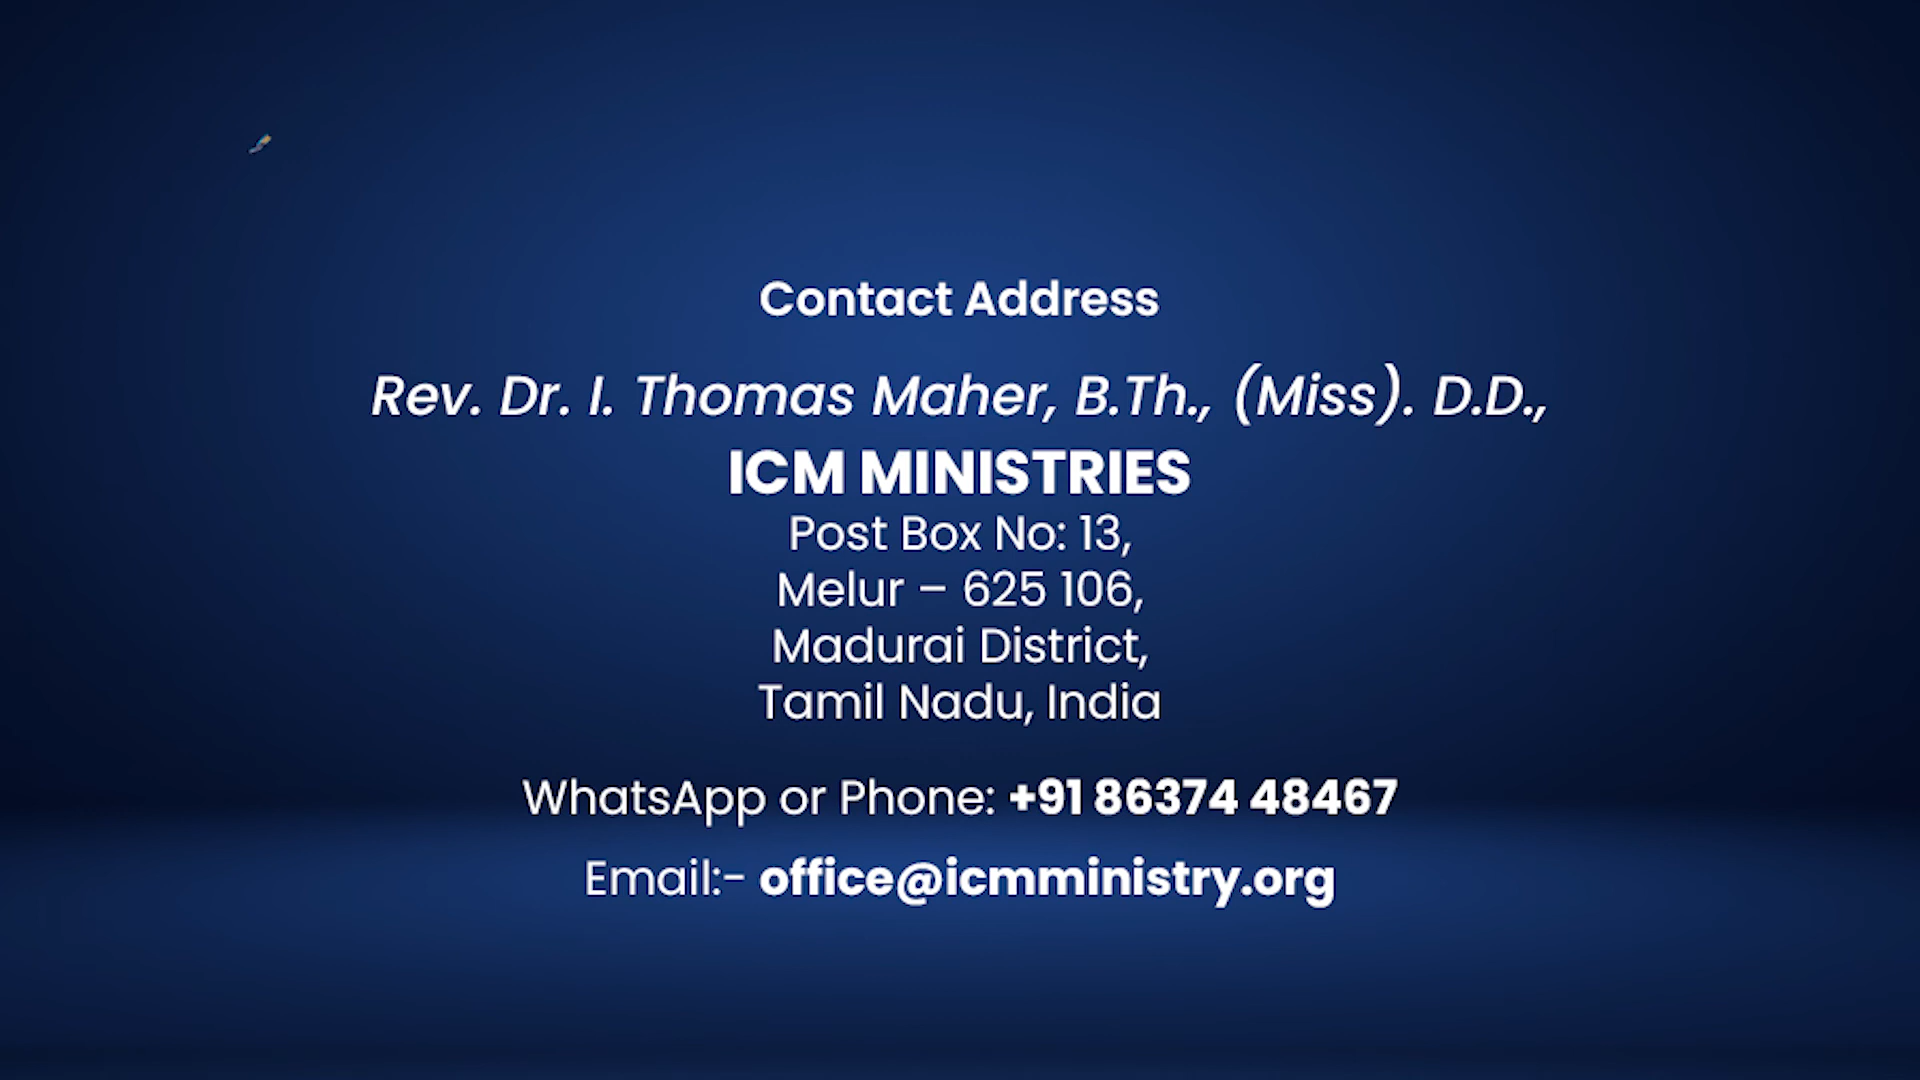 Contact Address
Rev. Dr. I. Thomas Maher, B.Th., (Miss). D.D.,
ICM MINISTRIES
Post Box No: 13,
Melur – 625 106,
Madurai District,
Tamil Nadu, India
WhatsApp or Phone: +91 86374 48467
Email:- office@icmministry.org